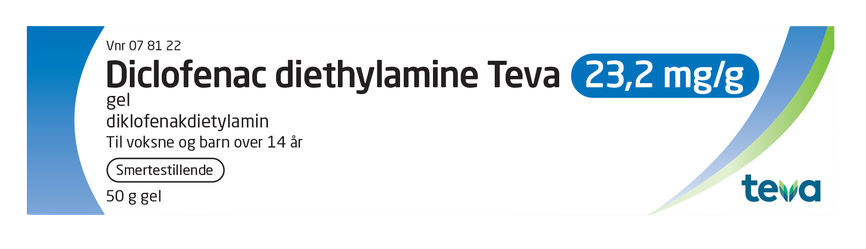 Vnr 07 81 22
Diclofenac diethylamine Teva 23,2 mg/g
gel
diklofenakdietylamin
Til voksne og barn over 14 år
Smertestillende
50 g gel
teva